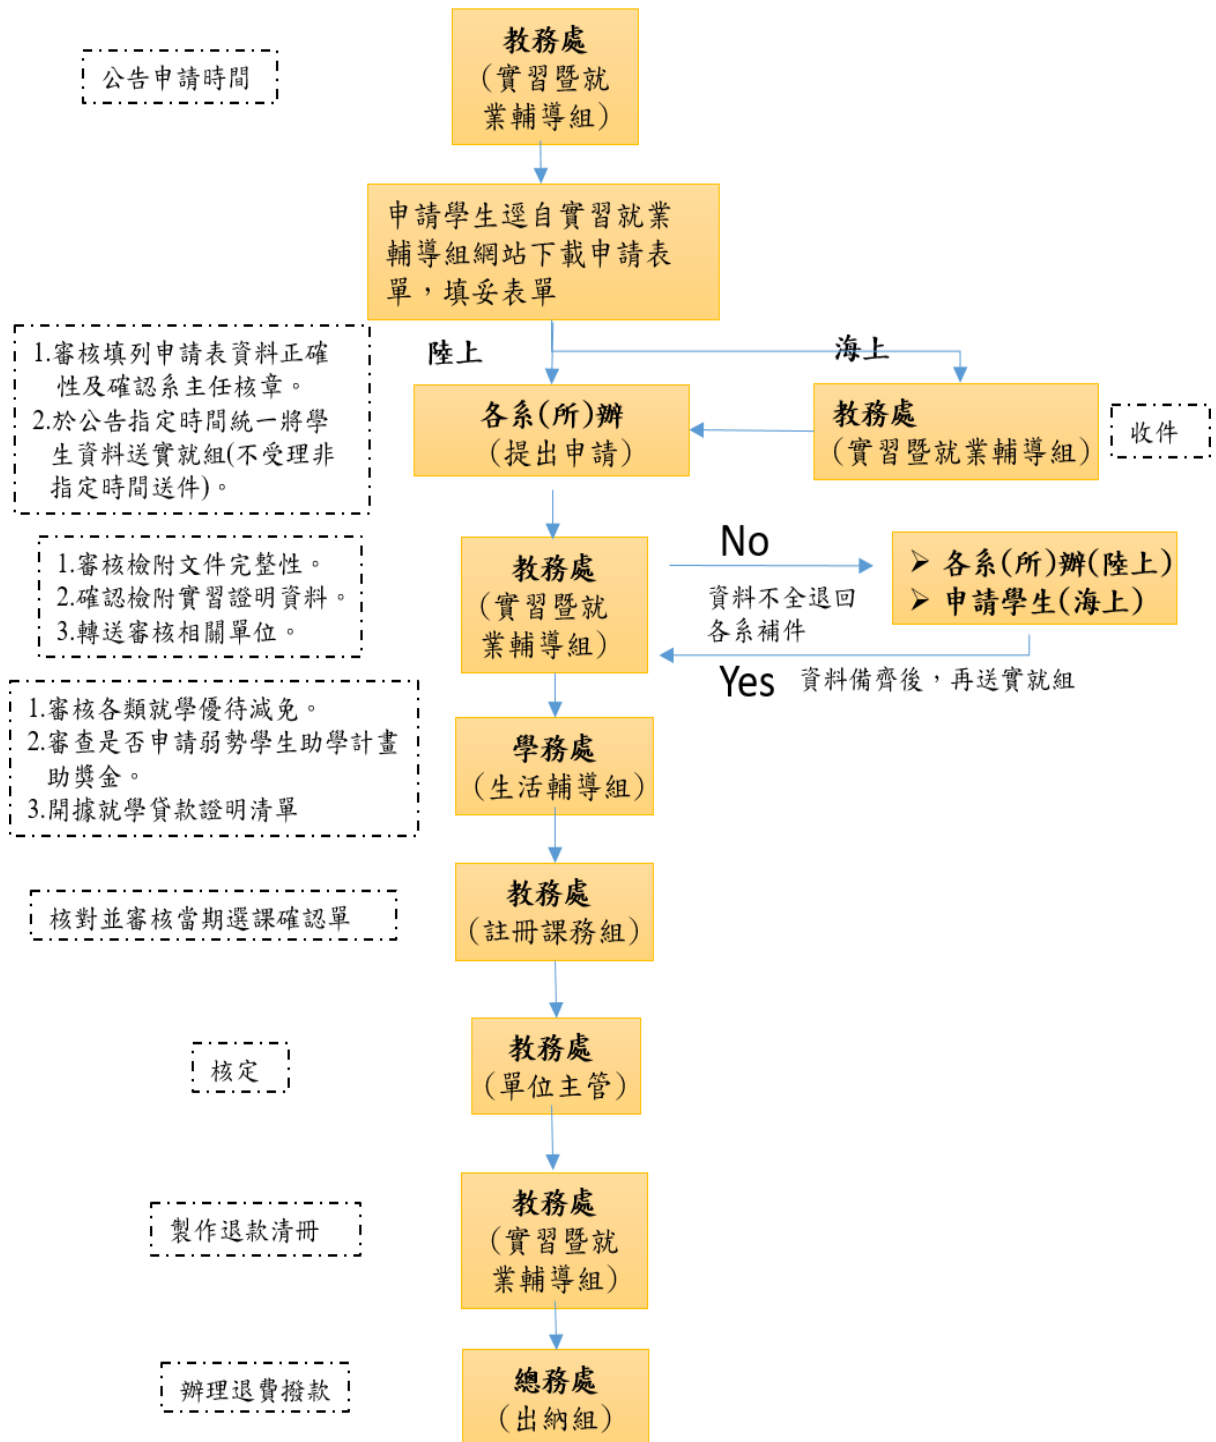 公告申請時間
教務處
(實習暨就
業輔導組)
申請學生逕自實習就業
輔導組網站下載申請表
單，填妥表單
陸上
海上
1.審核填列申請表資料正確
性及確認系主任核章。
2.於公告指定時間統一將學
生資料送實就組(不受理非
指定時間送件)。
各系(所)辦
(提出申請)
教務處
(實習暨就業輔導組)
收件
1.審核檢附文件完整性。
2.確認檢附實習證明資料。
3.轉送審核相關單位。
教務處
(實習暨就
業輔導組)
No
資料不全退回
各系補件
➢ 各系(所)辦(陸上)
➢ 申請學生(海上)
Yes 資料備齊後，再送實就組
1.審核各類就學優待減免。
2.審查是否申請弱勢學生助學計畫
助獎金。
3.開據就學貸款證明清單
學務處
(生活輔導組)
核對並審核當期選課確認單
教務處
(註冊課務組)
核定
教務處
(單位主管)
製作退款清冊
教務處
(實習暨就
業輔導組)
辦理退費撥款
總務處
(出納組)